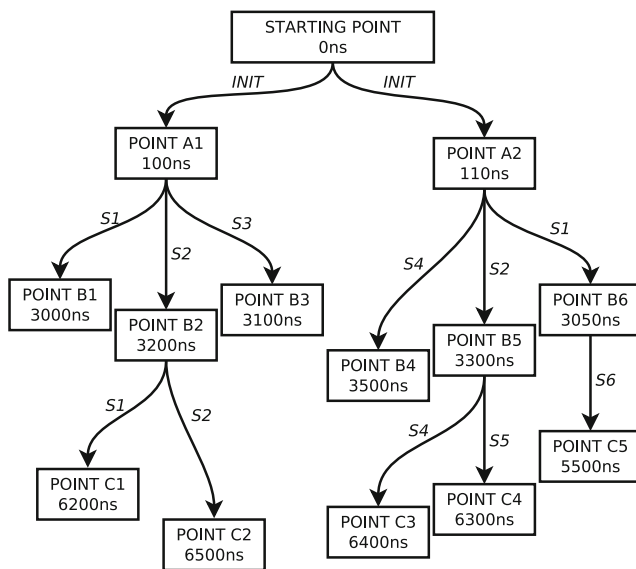 STARTING POINT
0ns
INIT
INIT
POINT A1
100ns
POINT A2
110ns
S1
S2
S3
S4
S2
S1
POINT B1
3000ns
POINT B2
3200ns
POINT B3
3100ns
POINT B4
3500ns
POINT B5
3300ns
POINT B6
3050ns
S1
S2
S4
S5
S6
POINT C1
6200ns
POINT C2
6500ns
POINT C3
6400ns
POINT C4
6300ns
POINT C5
5500ns